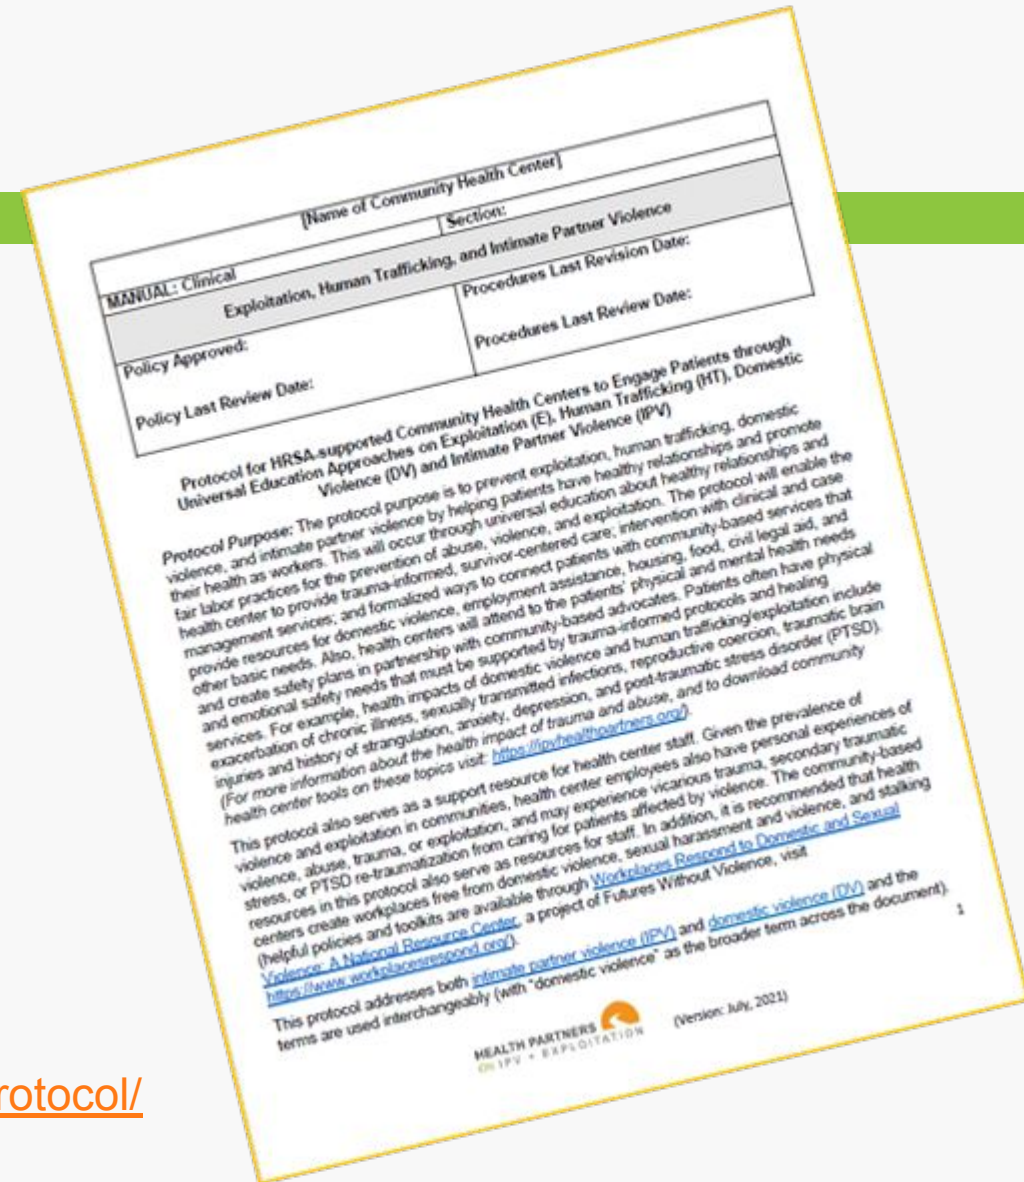 [Name of Community Health Center]
MANUAL: Clinical
Section:
Exploitation, Human Trafficking, and Intimate Partner Violence
Policy Approved:
Procedures Last Revision Date:
Policy Last Review Date:
Procedures Last Review Date:
Protocol for HRSA-supported Community Health Centers to Engage Patients through
Universal Education Approaches on Exploitation (E), Human Trafficking (HT), Domestic
Violence (DV) and Intimate Partner Violence (IPV)
Protocol Purpose: The protocol purpose is to prevent exploitation, human trafficking, domestic
violence, and intimate partner violence by helping patients have healthy relationships and promote
their health as workers. This will occur through universal education about healthy relationships and
fair labor practices for the prevention of abuse, violence, and exploitation. The protocol will enable the
health center to provide trauma-informed, survivor-centered care; intervention with clinical and case
management services; and formalized ways to connect patients with community-based services that
provide resources for domestic violence, employment assistance, housing, food, civil legal aid, and
other basic needs. Also, health centers will attend to the patients' physical and mental health needs
and create safety plans in partnership with community-based advocates. Patients often have physical
and emotional safety needs that must be supported by trauma-informed protocols and healing
services. For example, health impacts of domestic violence and human trafficking/exploitation include
exacerbation of chronic illness, sexually transmitted infections, reproductive coercion, traumatic brain
injuries and history of strangulation, anxiety, depression, and post-traumatic stress disorder (PTSD).
(For more information about the health impact of trauma and abuse, and to download community
health center tools on these topics visit: https://ipvhealthpartners.org/).
This protocol also serves as a support resource for health center staff. Given the prevalence of
violence and exploitation in communities, health center employees also have personal experiences of
violence, abuse, trauma, or exploitation, and may experience vicarious trauma, secondary traumatic
stress, or PTSD re-traumatization from caring for patients affected by violence. The community-based
resources in this protocol also serve as resources for staff. In addition, it is recommended that health
centers create workplaces free from domestic violence, sexual harassment and violence, and stalking
(helpful policies and toolkits are available through Workplaces Respond to Domestic and Sexual
Violence: A National Resource Center, a project of Futures Without Violence, visit
https://www.workplacesrespond.org/).
This protocol addresses both intimate partner violence (IPV) and domestic violence (DV) and the
terms are used interchangeably (with "domestic violence" as the broader term across the document).
1
HEALTH PARTNERS
ON IPV + EXPLOITATION
(Version: July, 2021)
rotocol/